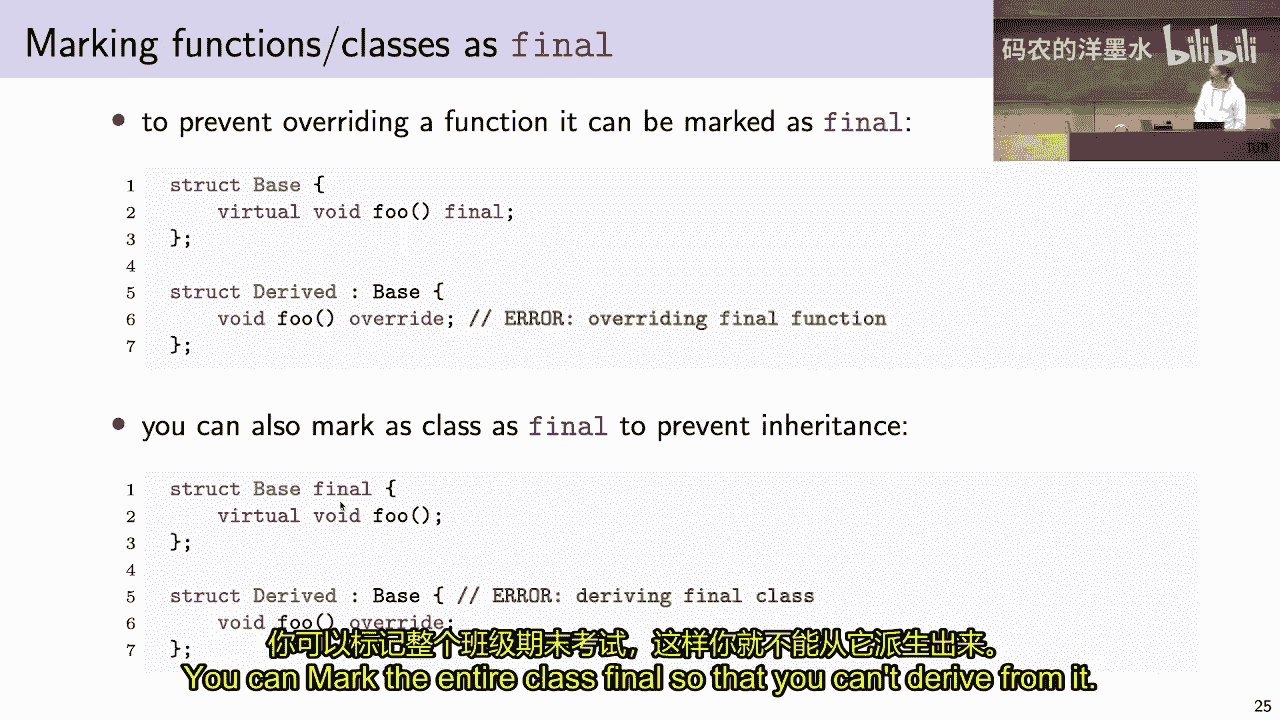 Marking functions/classes as final
码农的洋墨水 bilibili
• to prevent overriding a function it can be marked as final:
1 struct Base {
2 virtual void foo() final;
3 };
4
5 struct Derived : Base {
6 void foo() override; // ERROR: overriding final function
7 };
• you can also mark as class as final to prevent inheritance:
1 struct Base final {
2 virtual void foo();
3 };
4
5 struct Derived : Base { // ERROR: deriving final class
6 void foo() override;
7 };
你可以标记整个班级期末考试，这样你就不能从它派生出来。
You can Mark the entire class final so that you can't derive from it.
25